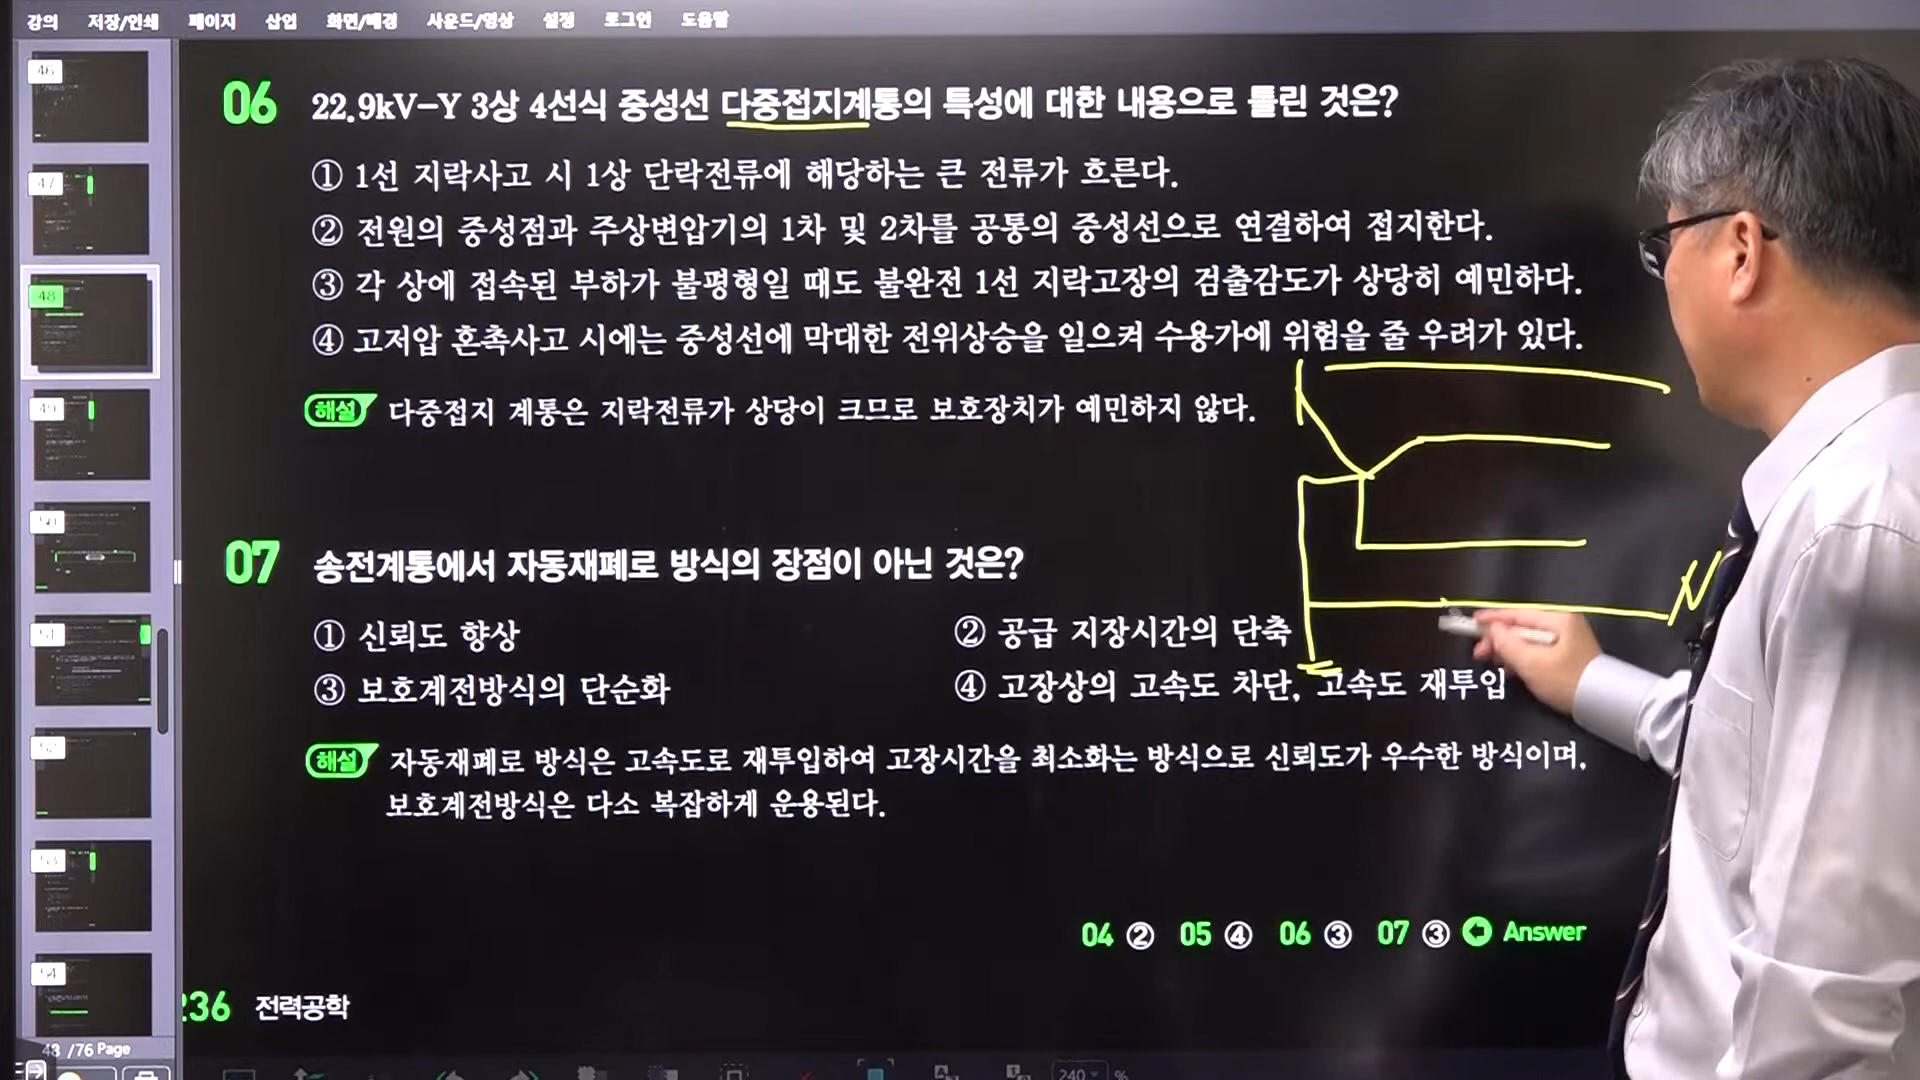 강의 저장/인쇄 페이지 삽입 화면/배경 사운드/영상 설정 로그인 도움말
46
47
48
49
50
51
52
53
54
48 /76 Page
06 22.9kV-Y 3상 4선식 중성선 다중접지계통의 특성에 대한 내용으로 틀린 것은?
① 1선 지락사고 시 1상 단락전류에 해당하는 큰 전류가 흐른다.
② 전원의 중성점과 주상변압기의 1차 및 2차를 공통의 중성선으로 연결하여 접지한다.
③ 각 상에 접속된 부하가 불평형일 때도 불완전 1선 지락고장의 검출감도가 상당히 예민하다.
④ 고저압 혼촉사고 시에는 중성선에 막대한 전위상승을 일으켜 수용가에 위험을 줄 우려가 있다.
해설 다중접지 계통은 지락전류가 상당이 크므로 보호장치가 예민하지 않다.
N
07 송전계통에서 자동재폐로 방식의 장점이 아닌 것은?
① 신뢰도 향상 ② 공급 지장시간의 단축
③ 보호계전방식의 단순화 ④ 고장상의 고속도 차단, 고속도 재투입
해설 자동재폐로 방식은 고속도로 재투입하여 고장시간을 최소화는 방식으로 신뢰도가 우수한 방식이며,
보호계전방식은 다소 복잡하게 운용된다.
04 ② 05 ④ 06 ③ 07 ③ Answer
236 전력공학
240 %